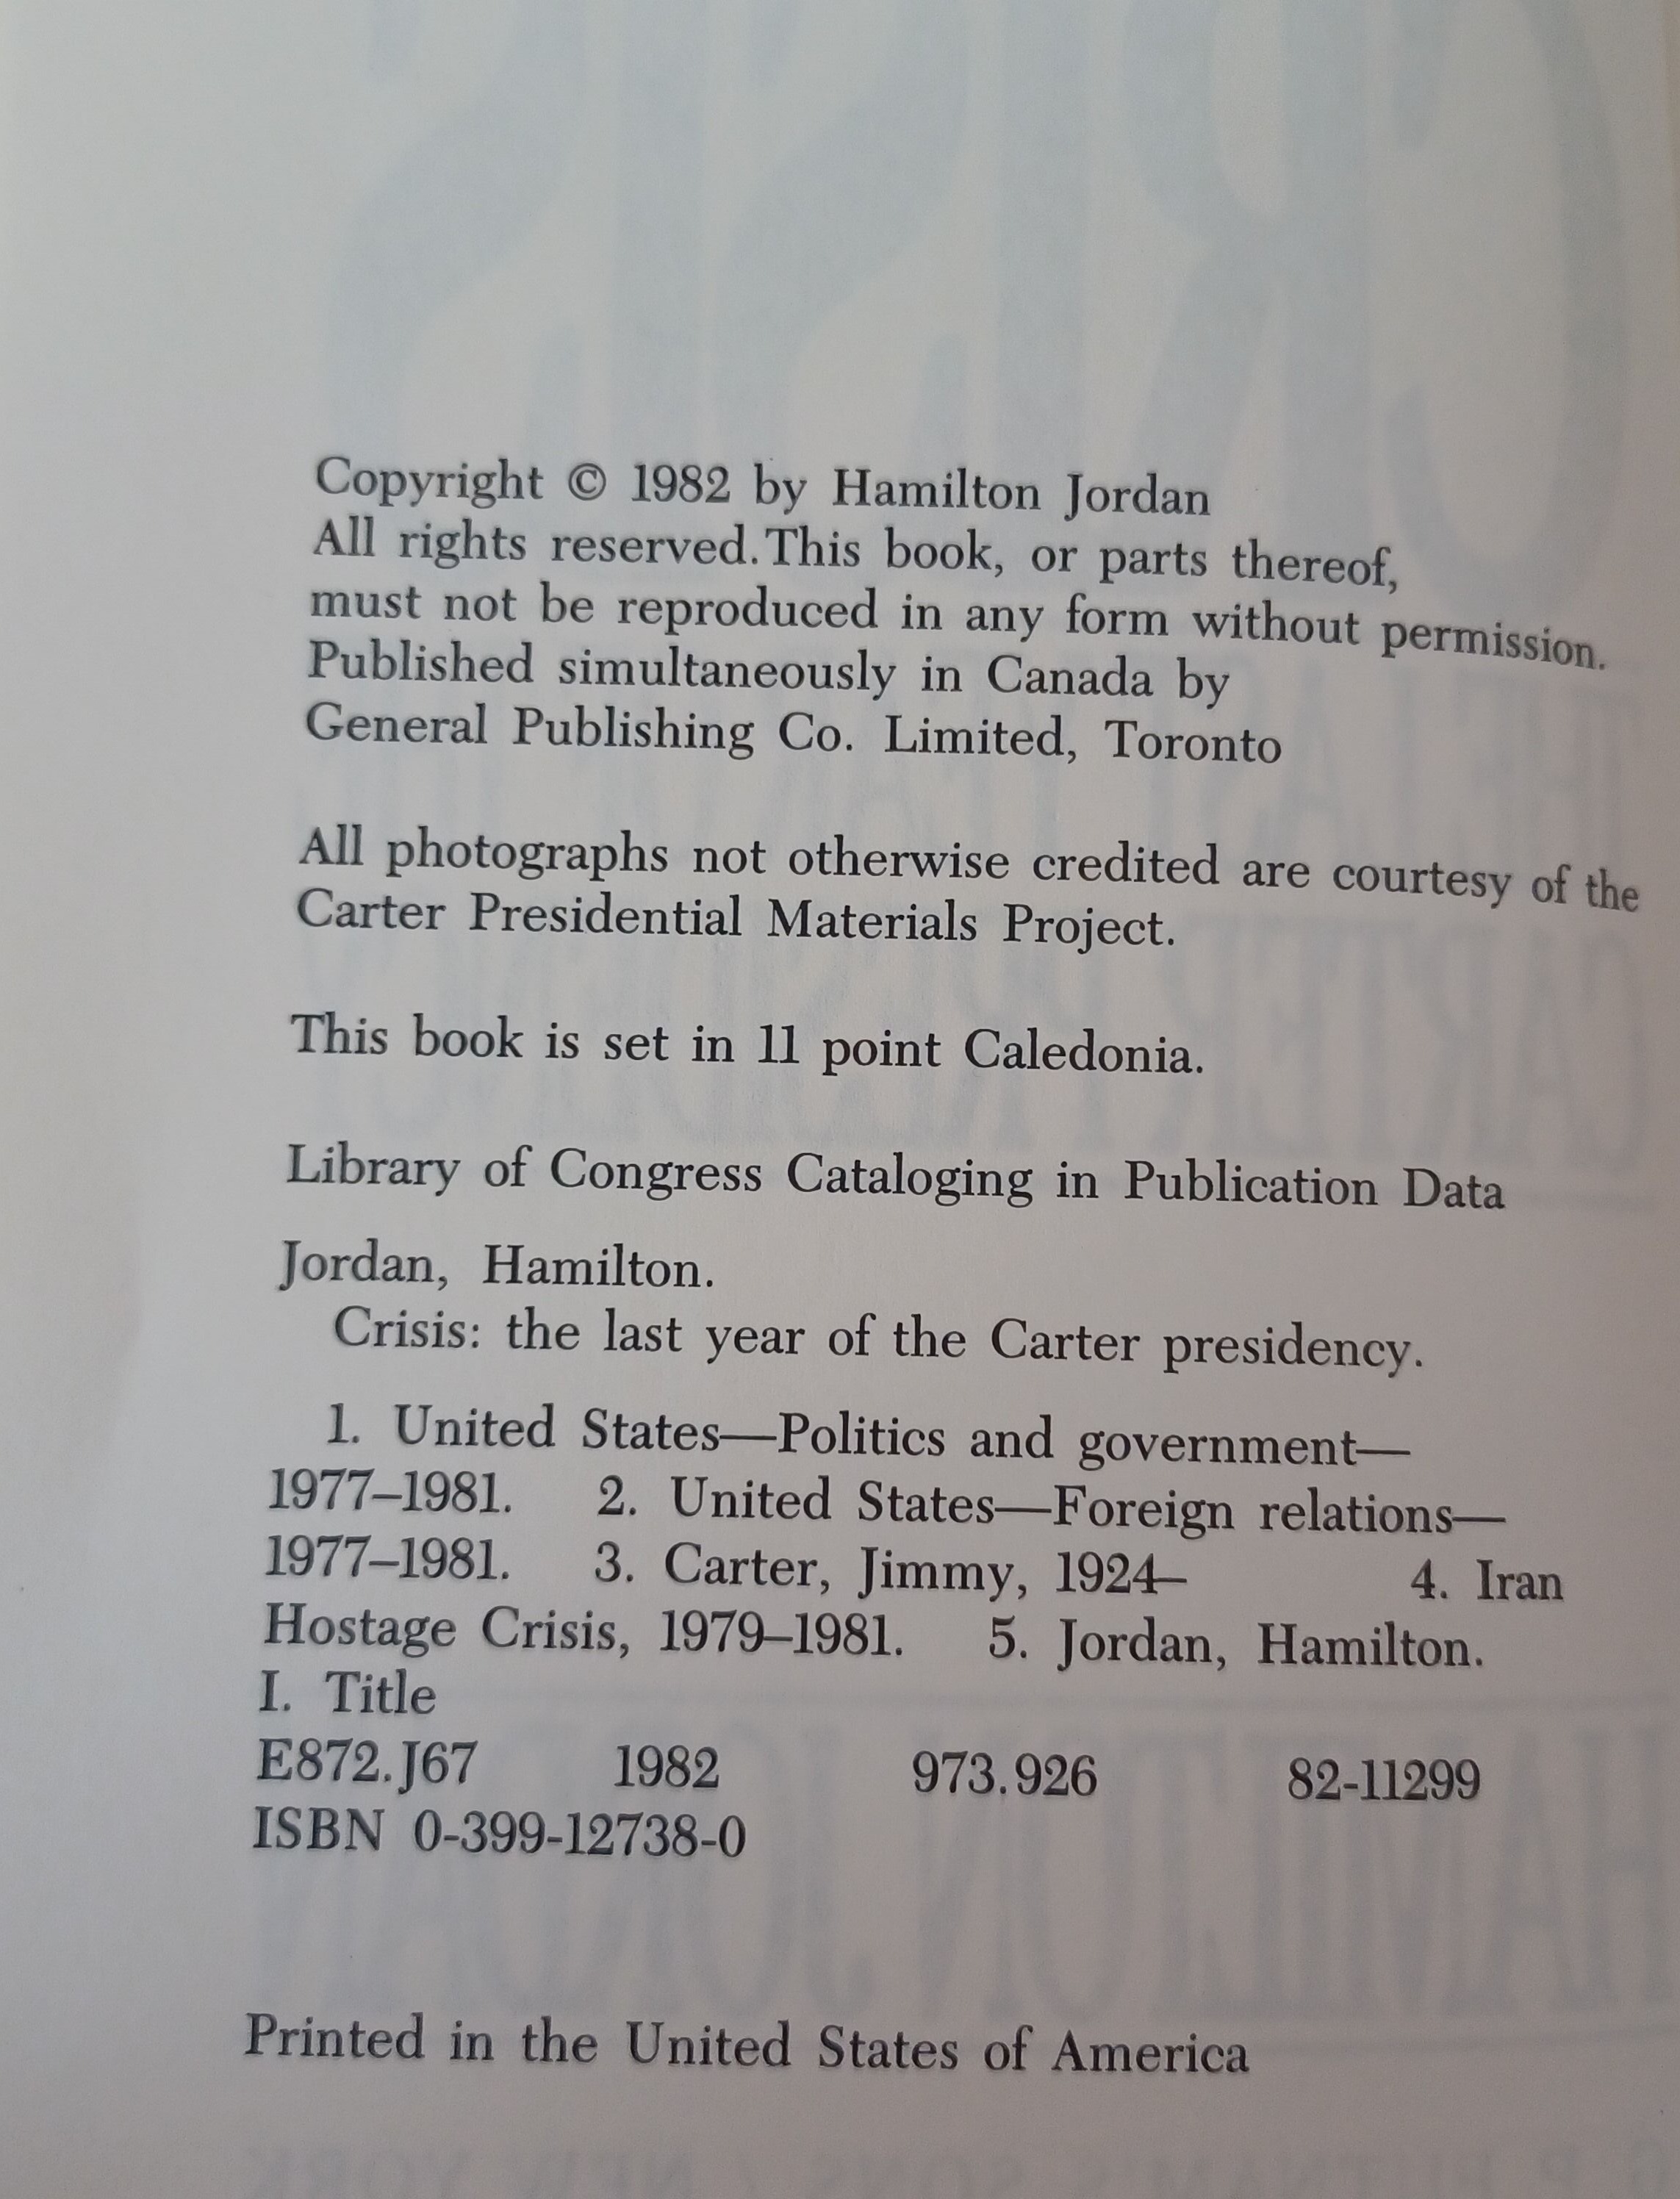 Copyright © 1982 by Hamilton Jordan
All rights reserved. This book, or parts thereof,
must not be reproduced in any form without permission.
Published simultaneously in Canada by
General Publishing Co. Limited, Toronto
All photographs not otherwise credited are courtesy of the
Carter Presidential Materials Project.
This book is set in 11 point Caledonia.
Library of Congress Cataloging in Publication Data
Jordan, Hamilton.
Crisis: the last year of the Carter presidency.
1. United States—Politics and government—
1977–1981. 2. United States—Foreign relations—
1977–1981. 3. Carter, Jimmy, 1924– 4. Iran
Hostage Crisis, 1979–1981. 5. Jordan, Hamilton.
I. Title
E872.J67 1982 973.926 82-11299
ISBN 0-399-12738-0
Printed in the United States of America